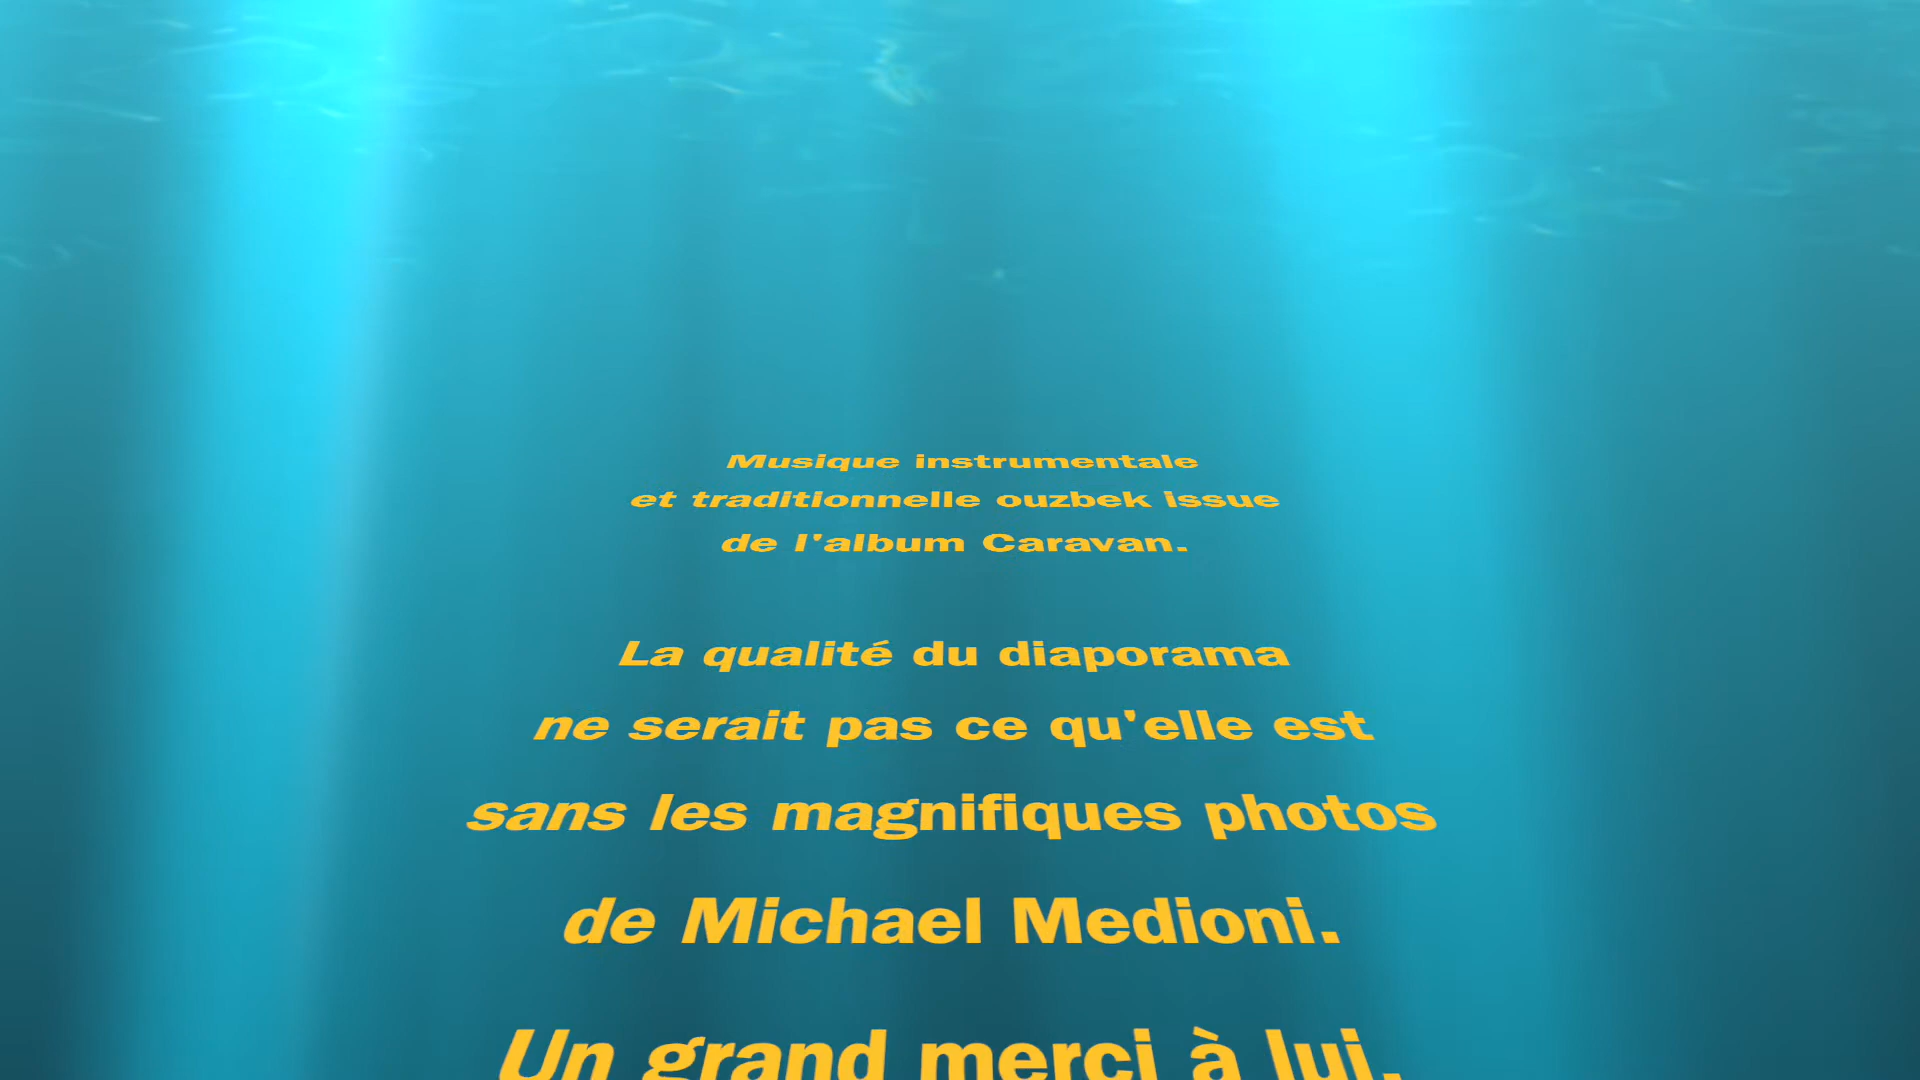 Musique instrumentale
et traditionnelle ouzbek issue
de l'album Caravan.
La qualité du diaporama
ne serait pas ce qu'elle est
sans les magnifiques photos
de Michael Medioni.
Un grand merci à lui.